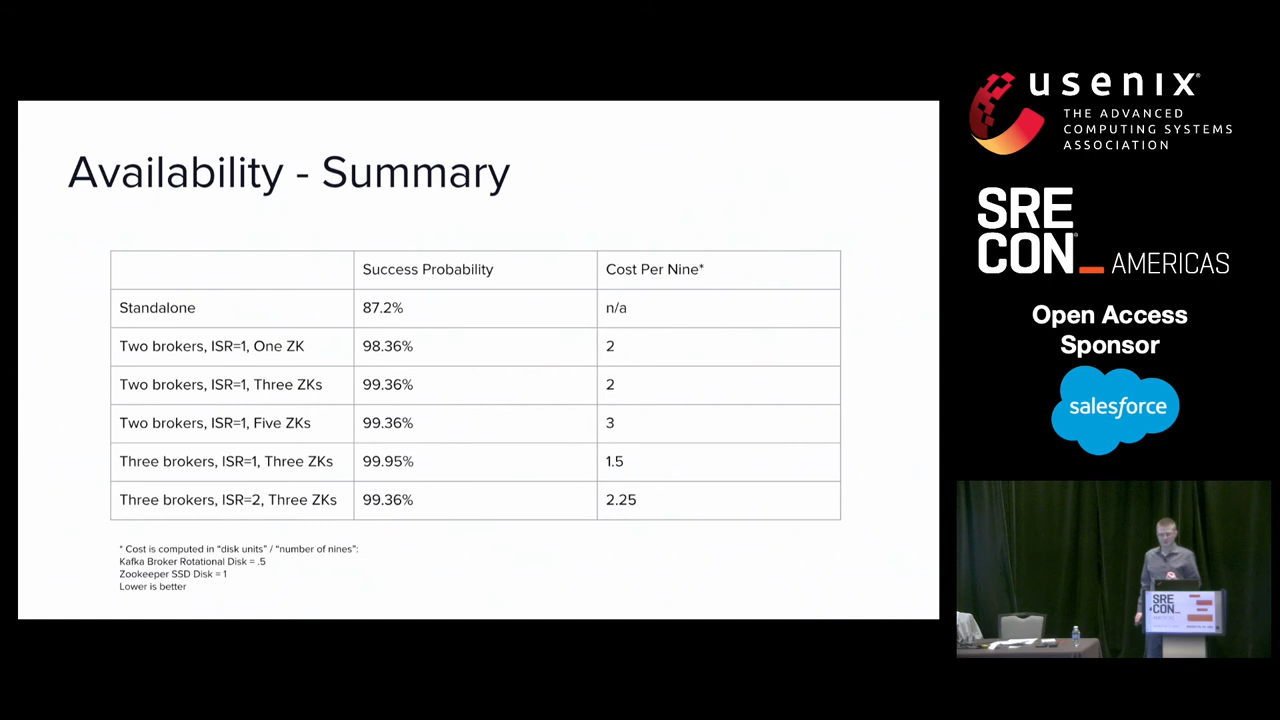 Availability - Summary
Success Probability Cost Per Nine*
Standalone 87.2% n/a
Two brokers, ISR=1, One ZK 98.36% 2
Two brokers, ISR=1, Three ZKs 99.36% 2
Two brokers, ISR=1, Five ZKs 99.36% 3
Three brokers, ISR=1, Three ZKs 99.95% 1.5
Three brokers, ISR=2, Three ZKs 99.36% 2.25
* Cost is computed in “disk units” / “number of nines”:
Kafka Broker Rotational Disk = .5
Zookeeper SSD Disk = 1
Lower is better
usenix®
THE ADVANCED
COMPUTING SYSTEMS
ASSOCIATION
SRE
CON®
AMERICAS
Open Access
Sponsor
salesforce
SRE
CON